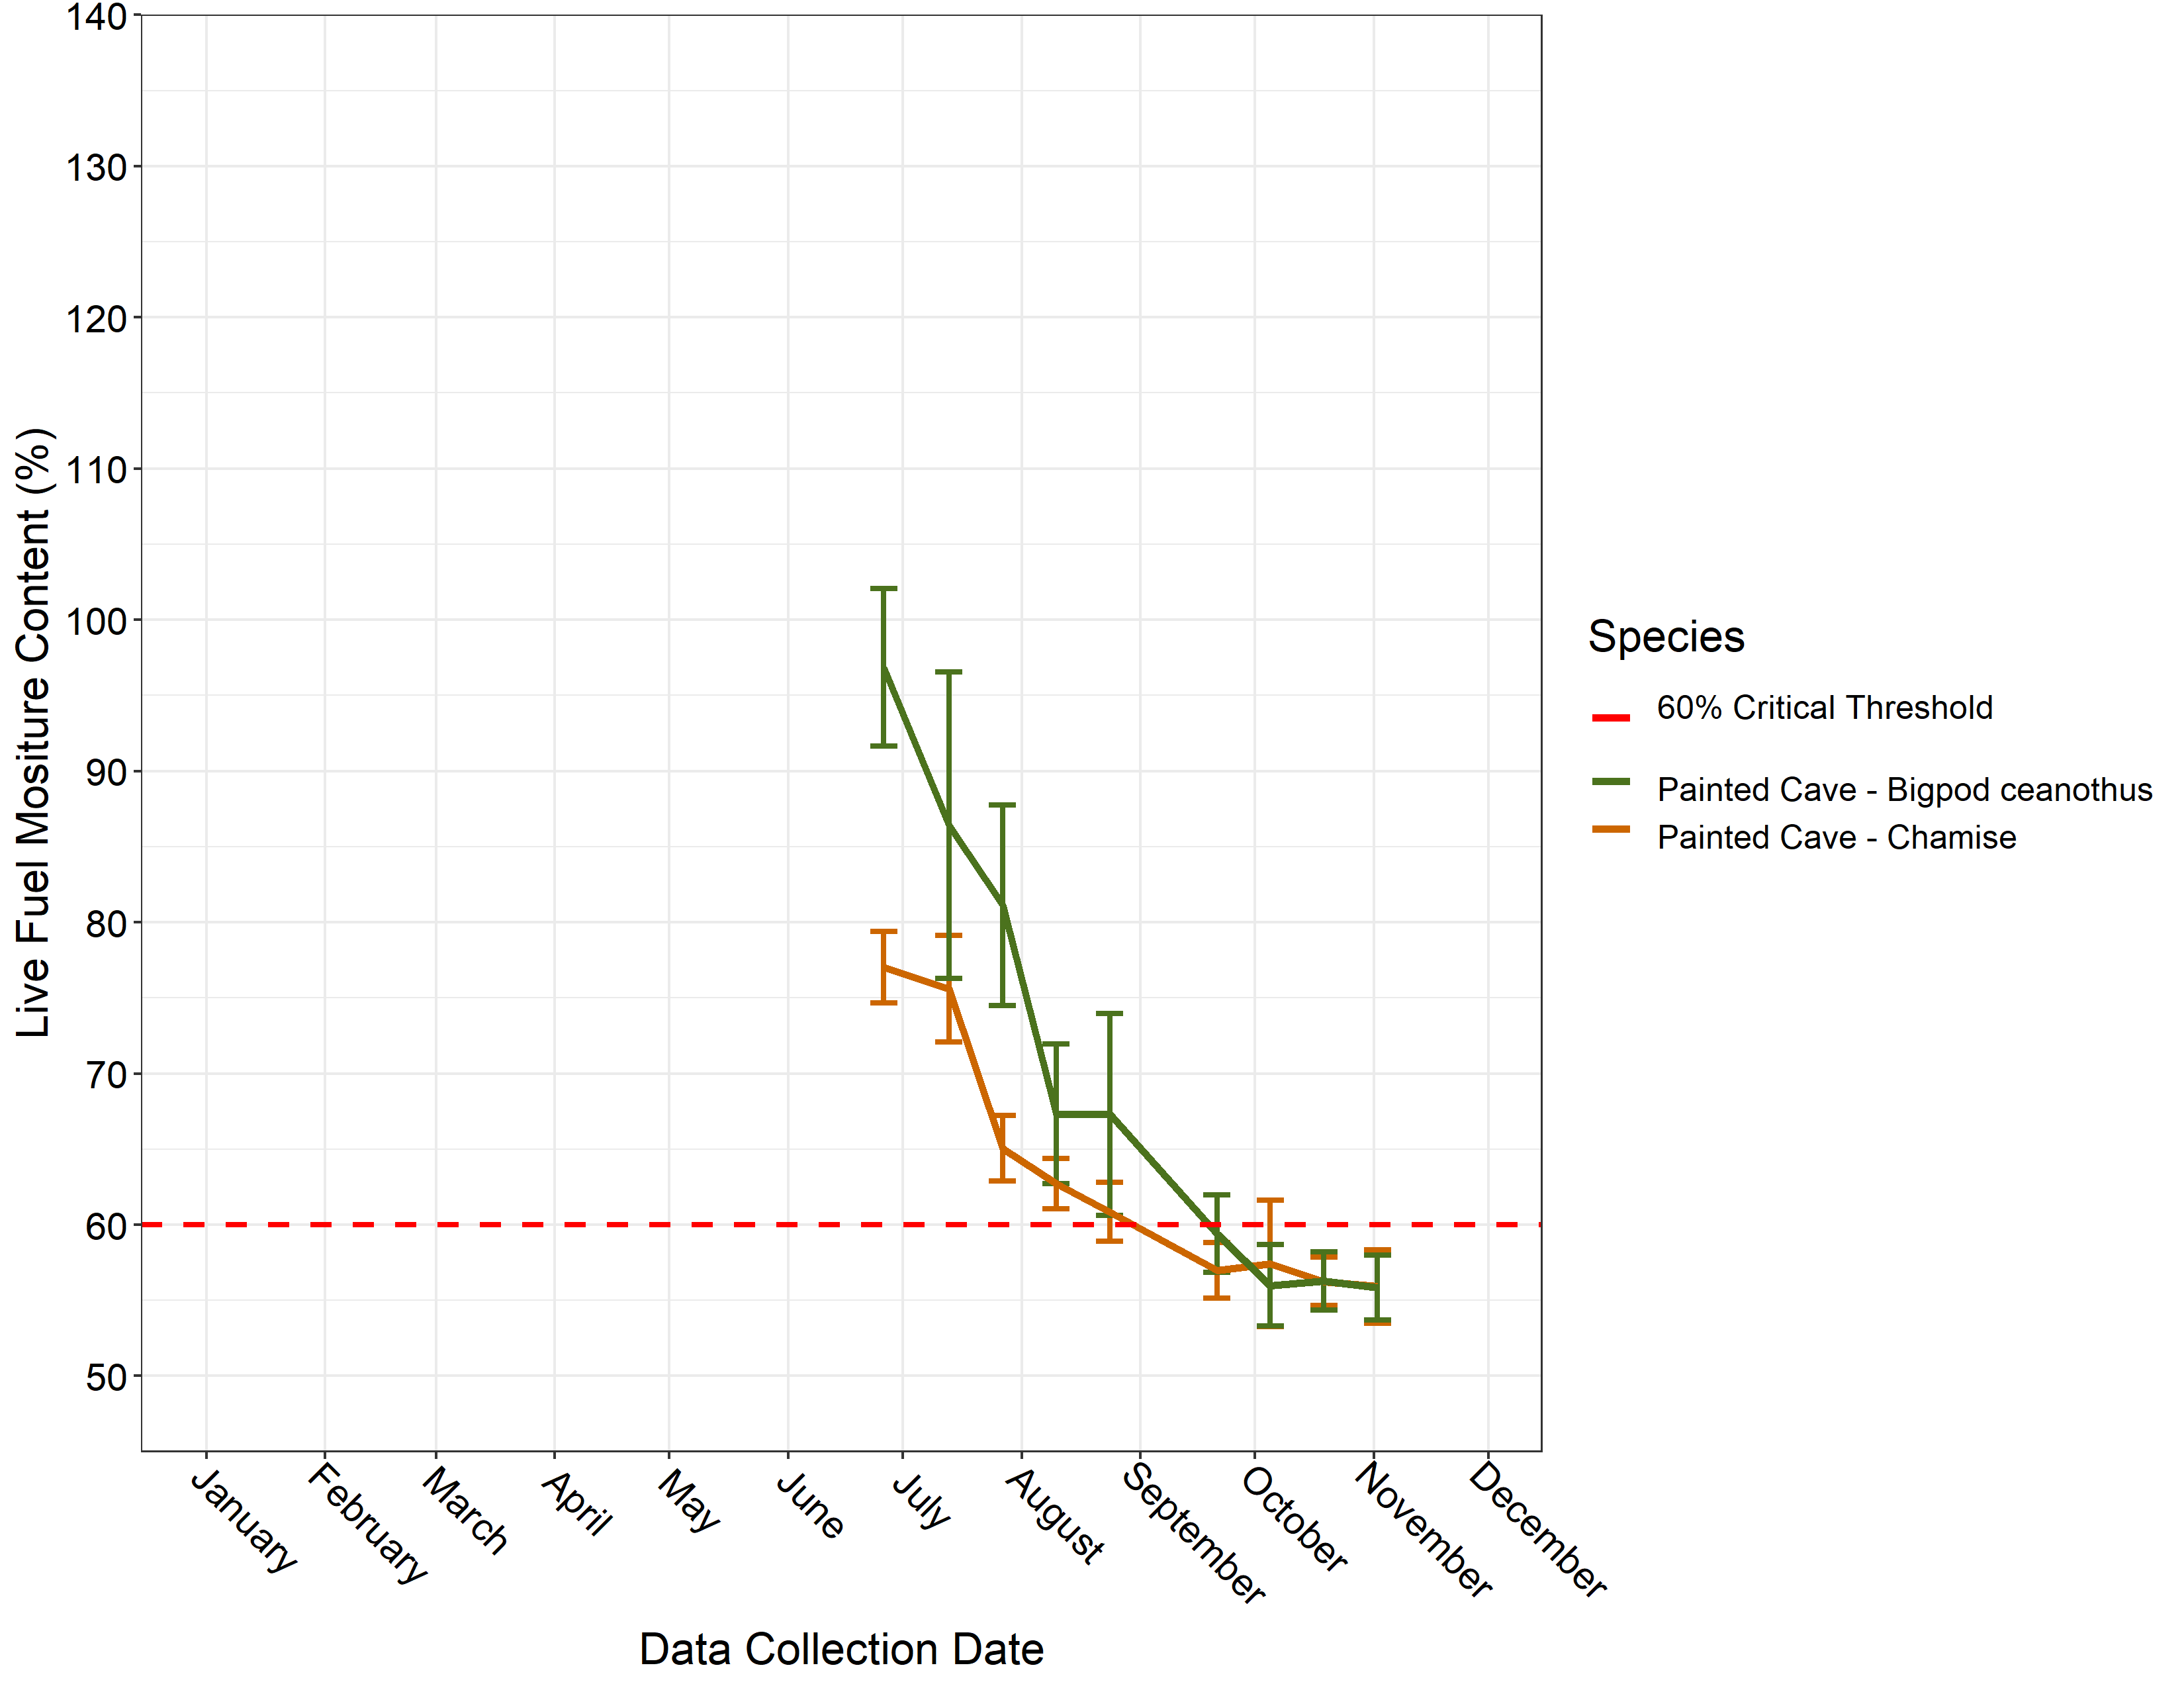 140
130
120
110
100
90
80
70
60
50
Live Fuel Mositure Content (%)
January
February
March
April
May
June
July
August
September
October
November
December
Data Collection Date
Species
60% Critical Threshold
Painted Cave - Bigpod ceanothus
Painted Cave - Chamise